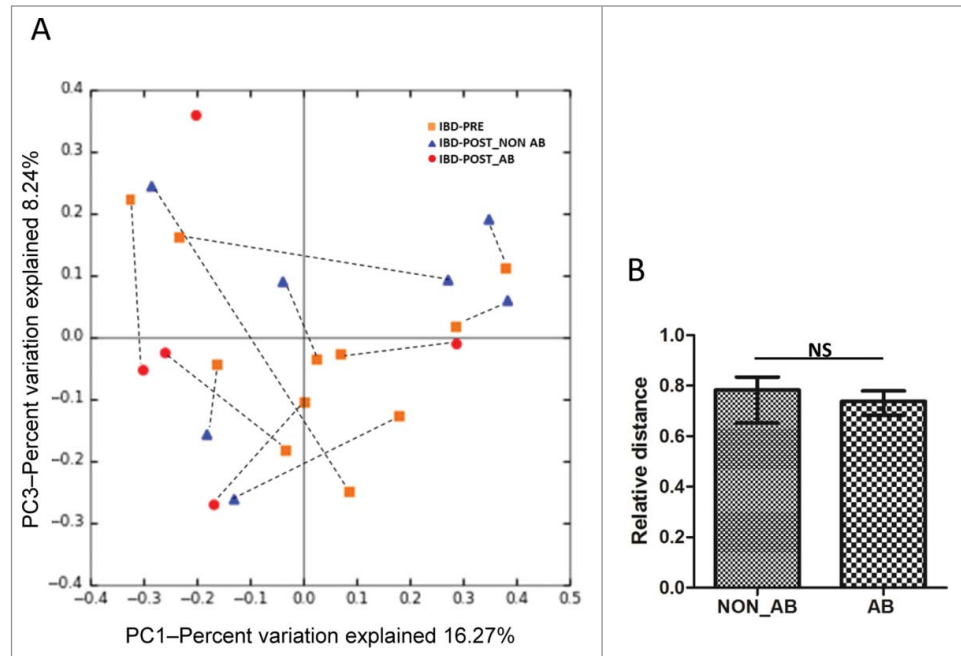 A
PC3–Percent variation explained 8.24%
0.4
0.3
0.2
0.1
0.0
−0.1
−0.2
−0.3
−0.4
IBD-PRE
IBD-POST_NON AB
IBD-POST_AB
−0.4 −0.3 −0.2 −0.1 0.0 0.1 0.2 0.3 0.4 0.5
PC1–Percent variation explained 16.27%
B
Relative distance
1.0
0.8
0.6
0.4
0.2
0.0
NS
NON_AB AB